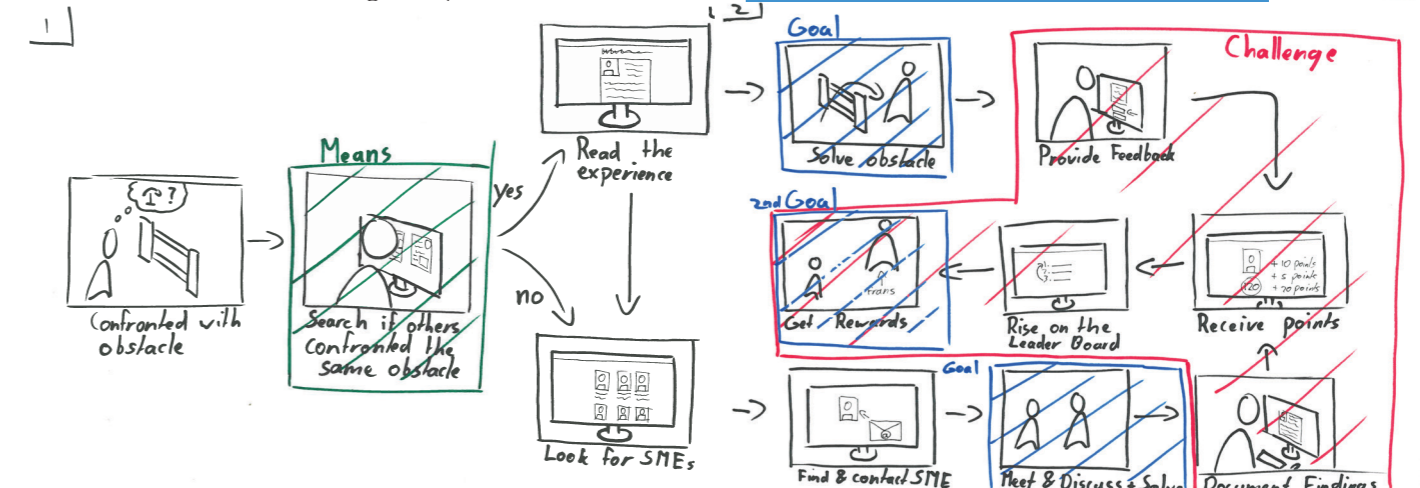 1
2
Goal
Challenge
Means
?
Confronted with
obstacle
Search if others
Confronted the
same obstacle
yes
no
Read the
experience
Look for SMEs
Solve obstacle
Provide Feedback
2nd Goal
Get Rewards
Rise on the
Leader Board
+ 10 points
+ 5 points
+ 20 points
120
Receive points
Find & contact SME
@
Goal
Meet & Discuss + Solve
Document Findings